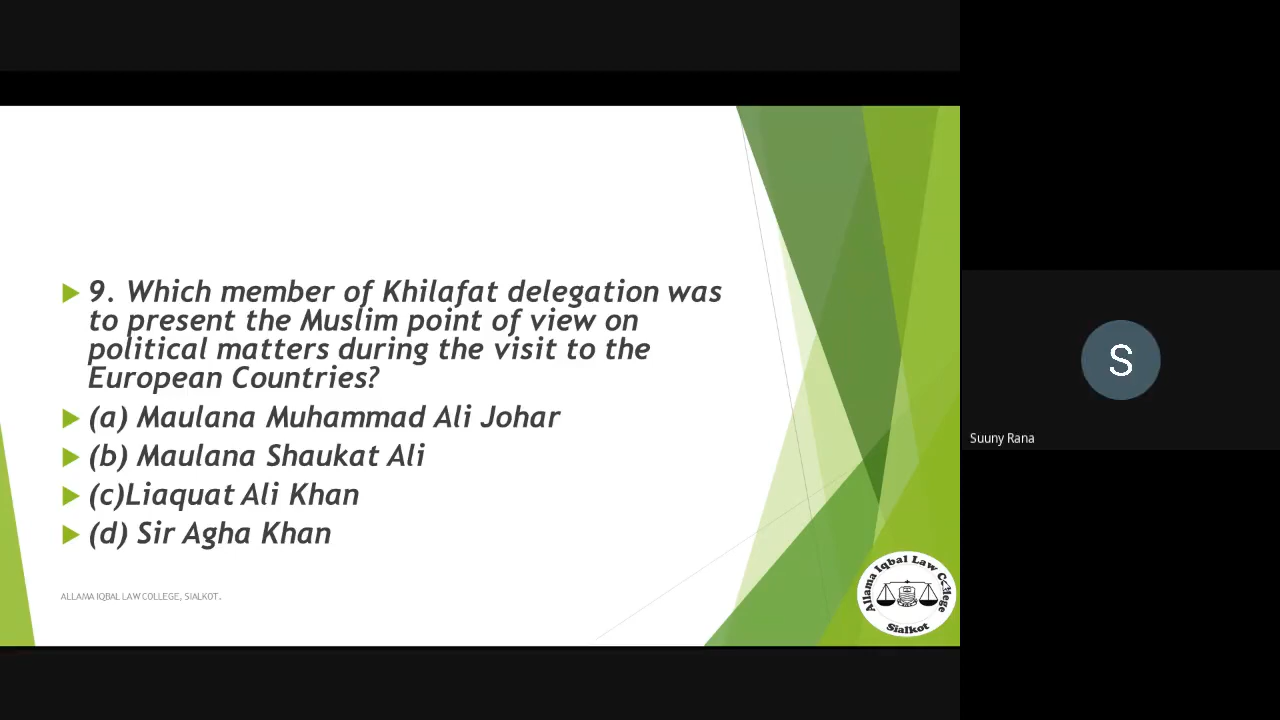 9. Which member of Khilafat delegation was
to present the Muslim point of view on
political matters during the visit to the
European Countries?
(a) Maulana Muhammad Ali Johar
(b) Maulana Shaukat Ali
(c)Liaquat Ali Khan
(d) Sir Agha Khan
ALLAMA IQBAL LAW COLLEGE, SIALKOT.
Allama Iqbal Law College
Sialkot
S
Suuny Rana